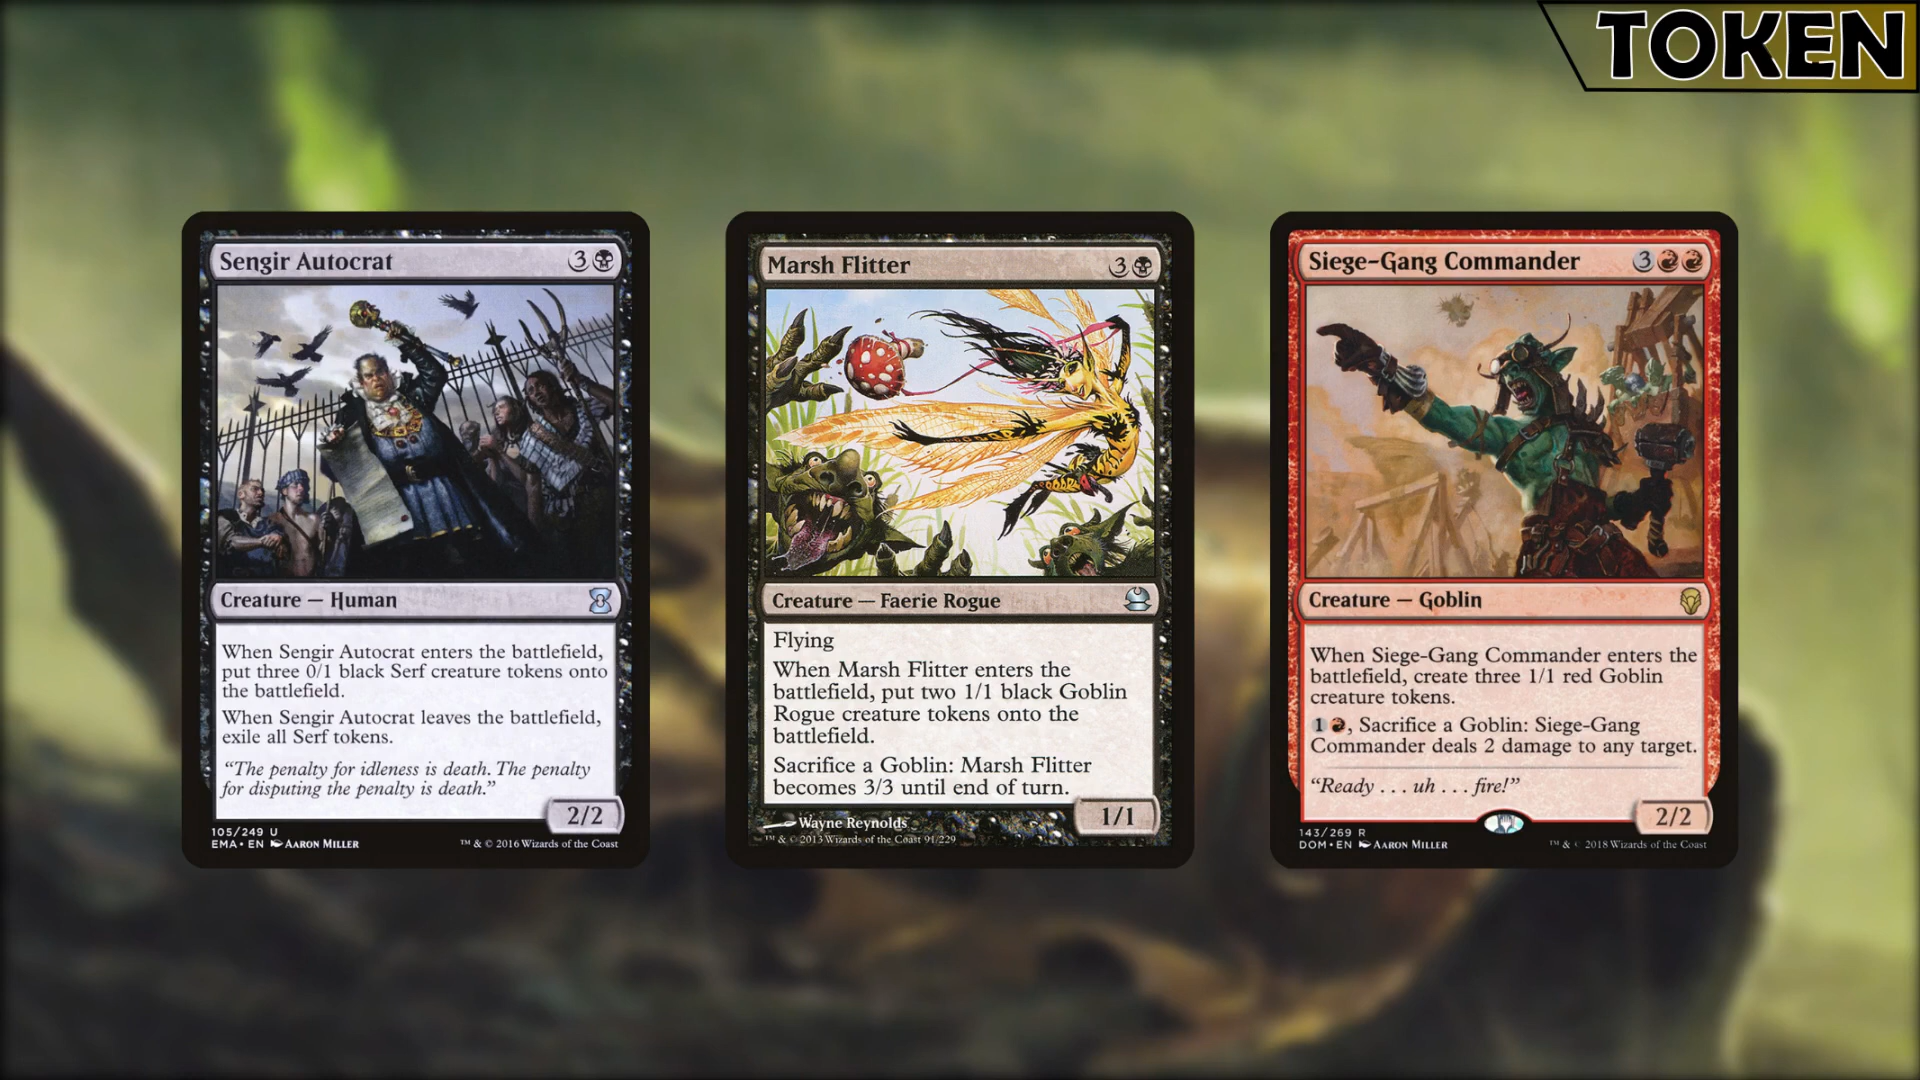 TOKEN
Sengir Autocrat 3
Creature — Human
When Sengir Autocrat enters the battlefield,
put three 0/1 black Serf creature tokens onto
the battlefield.
When Sengir Autocrat leaves the battlefield,
exile all Serf tokens.
“The penalty for idleness is death. The penalty
for disputing the penalty is death.”
2/2
105/249 U
EMA • EN Aaron Miller
™ & © 2016 Wizards of the Coast
Marsh Flitter 3
Creature — Faerie Rogue
Flying
When Marsh Flitter enters the
battlefield, put two 1/1 black Goblin
Rogue creature tokens onto the
battlefield.
Sacrifice a Goblin: Marsh Flitter
becomes 3/3 until end of turn.
1/1
Wayne Reynolds
™ & © 2013 Wizards of the Coast 91/229
Siege-Gang Commander 3
Creature — Goblin
When Siege-Gang Commander enters the
battlefield, create three 1/1 red Goblin
creature tokens.
1, Sacrifice a Goblin: Siege-Gang
Commander deals 2 damage to any target.
“Ready . . . uh . . . fire!”
2/2
143/269 R
DOM • EN Aaron Miller
™ & © 2018 Wizards of the Coast